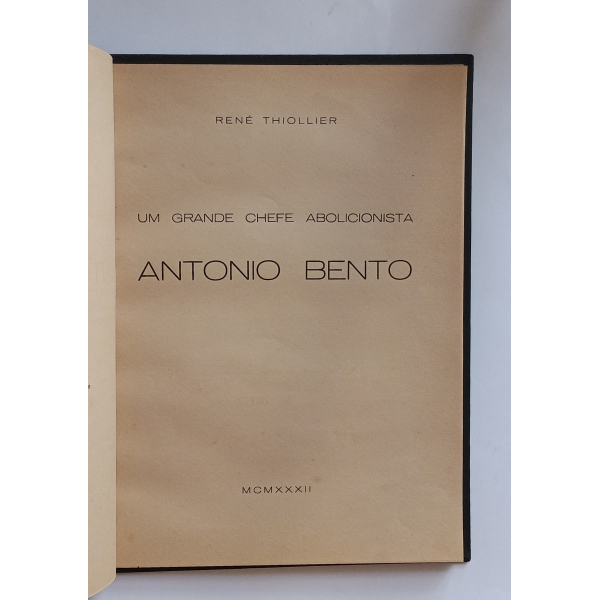 RENÉ THIOLLIER
UM GRANDE CHEFE ABOLICIONISTA
ANTONIO BENTO
MCMXXXII